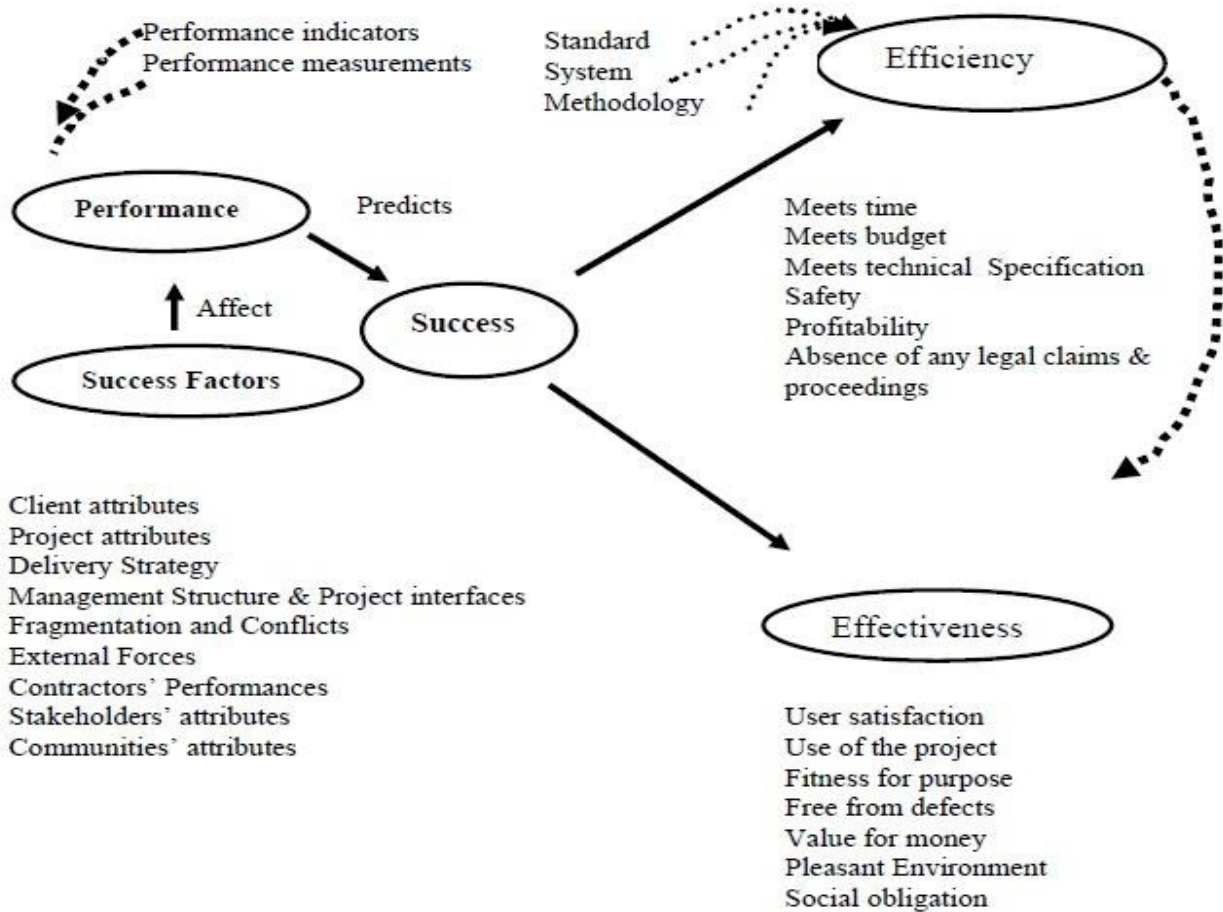 Performance indicators
Performance measurements
Standard
System
Methodology
Efficiency
Performance
Predicts
Affect
Success
Success Factors
Meets time
Meets budget
Meets technical Specification
Safety
Profitability
Absence of any legal claims &
proceedings
Client attributes
Project attributes
Delivery Strategy
Management Structure & Project interfaces
Fragmentation and Conflicts
External Forces
Contractors’ Performances
Stakeholders’ attributes
Communities’ attributes
Effectiveness
User satisfaction
Use of the project
Fitness for purpose
Free from defects
Value for money
Pleasant Environment
Social obligation